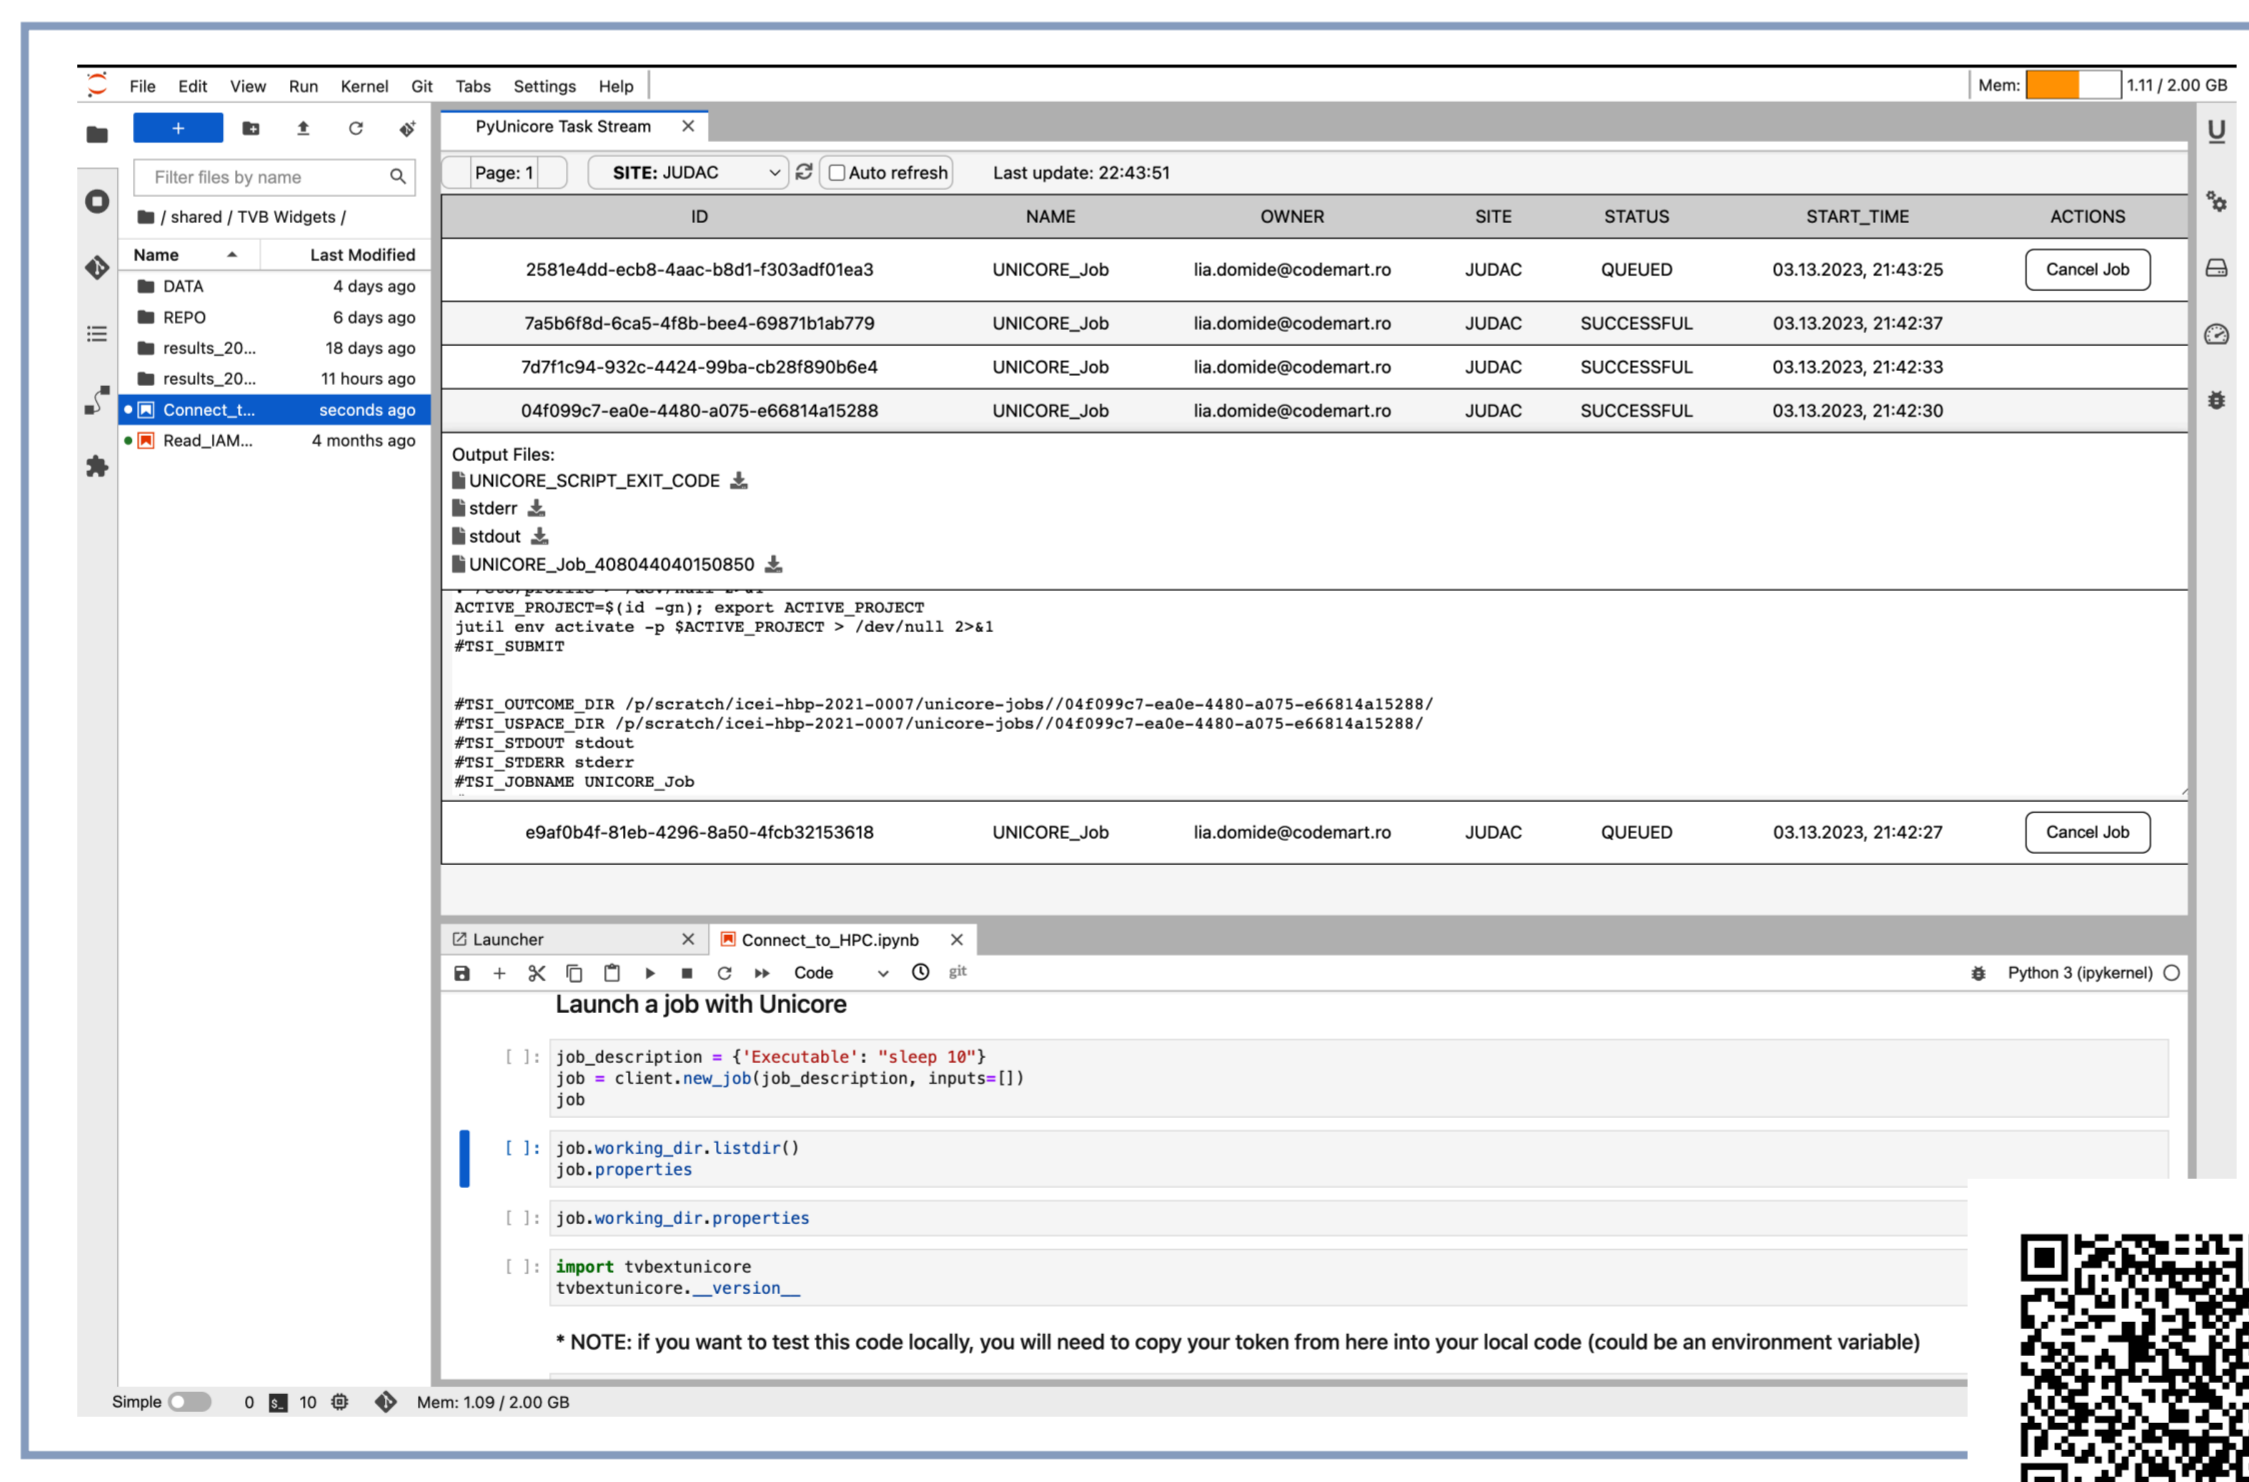 File Edit View Run Kernel Git Tabs Settings Help
Mem: 1.11 / 2.00 GB
+
Filter files by name
/ shared / TVB Widgets /
Name Last Modified
DATA 4 days ago
REPO 6 days ago
results_20... 18 days ago
results_20... 11 hours ago
Connect_t... seconds ago
Read_IAM... 4 months ago
PyUnicore Task Stream
Page: 1 SITE: JUDAC Auto refresh Last update: 22:43:51
ID NAME OWNER SITE STATUS START_TIME ACTIONS
2581e4dd-ecb8-4aac-b8d1-f303adf01ea3 UNICORE_Job lia.domide@codemart.ro JUDAC QUEUED 03.13.2023, 21:43:25 Cancel Job
7a5b6f8d-6ca5-4f8b-bee4-69871b1ab779 UNICORE_Job lia.domide@codemart.ro JUDAC SUCCESSFUL 03.13.2023, 21:42:37
7d7f1c94-932c-4424-99ba-cb28f890b6e4 UNICORE_Job lia.domide@codemart.ro JUDAC SUCCESSFUL 03.13.2023, 21:42:33
04f099c7-ea0e-4480-a075-e66814a15288 UNICORE_Job lia.domide@codemart.ro JUDAC SUCCESSFUL 03.13.2023, 21:42:30
Output Files:
UNICORE_SCRIPT_EXIT_CODE
stderr
stdout
UNICORE_Job_408044040150850
ACTIVE_PROJECT=$(id -gn); export ACTIVE_PROJECT
jutil env activate -p $ACTIVE_PROJECT > /dev/null 2>&1
#TSI_SUBMIT
#TSI_OUTCOME_DIR /p/scratch/icei-hbp-2021-0007/unicore-jobs//04f099c7-ea0e-4480-a075-e66814a15288/
#TSI_USPACE_DIR /p/scratch/icei-hbp-2021-0007/unicore-jobs//04f099c7-ea0e-4480-a075-e66814a15288/
#TSI_STDOUT stdout
#TSI_STDERR stderr
#TSI_JOBNAME UNICORE_Job
e9af0b4f-81eb-4296-8a50-4fcb32153618 UNICORE_Job lia.domide@codemart.ro JUDAC QUEUED 03.13.2023, 21:42:27 Cancel Job
Launcher Connect_to_HPC.ipynb
Code git Python 3 (ipykernel)
Launch a job with Unicore
[ ]: job_description = {'Executable': "sleep 10"}
job = client.new_job(job_description, inputs=[])
job
[ ]: job.working_dir.listdir()
job.properties
[ ]: job.working_dir.properties
[ ]: import tvbextunicore
tvbextunicore.__version__
* NOTE: if you want to test this code locally, you will need to copy your token from here into your local code (could be an environment variable)
Simple 0 $_ 10 Mem: 1.09 / 2.00 GB